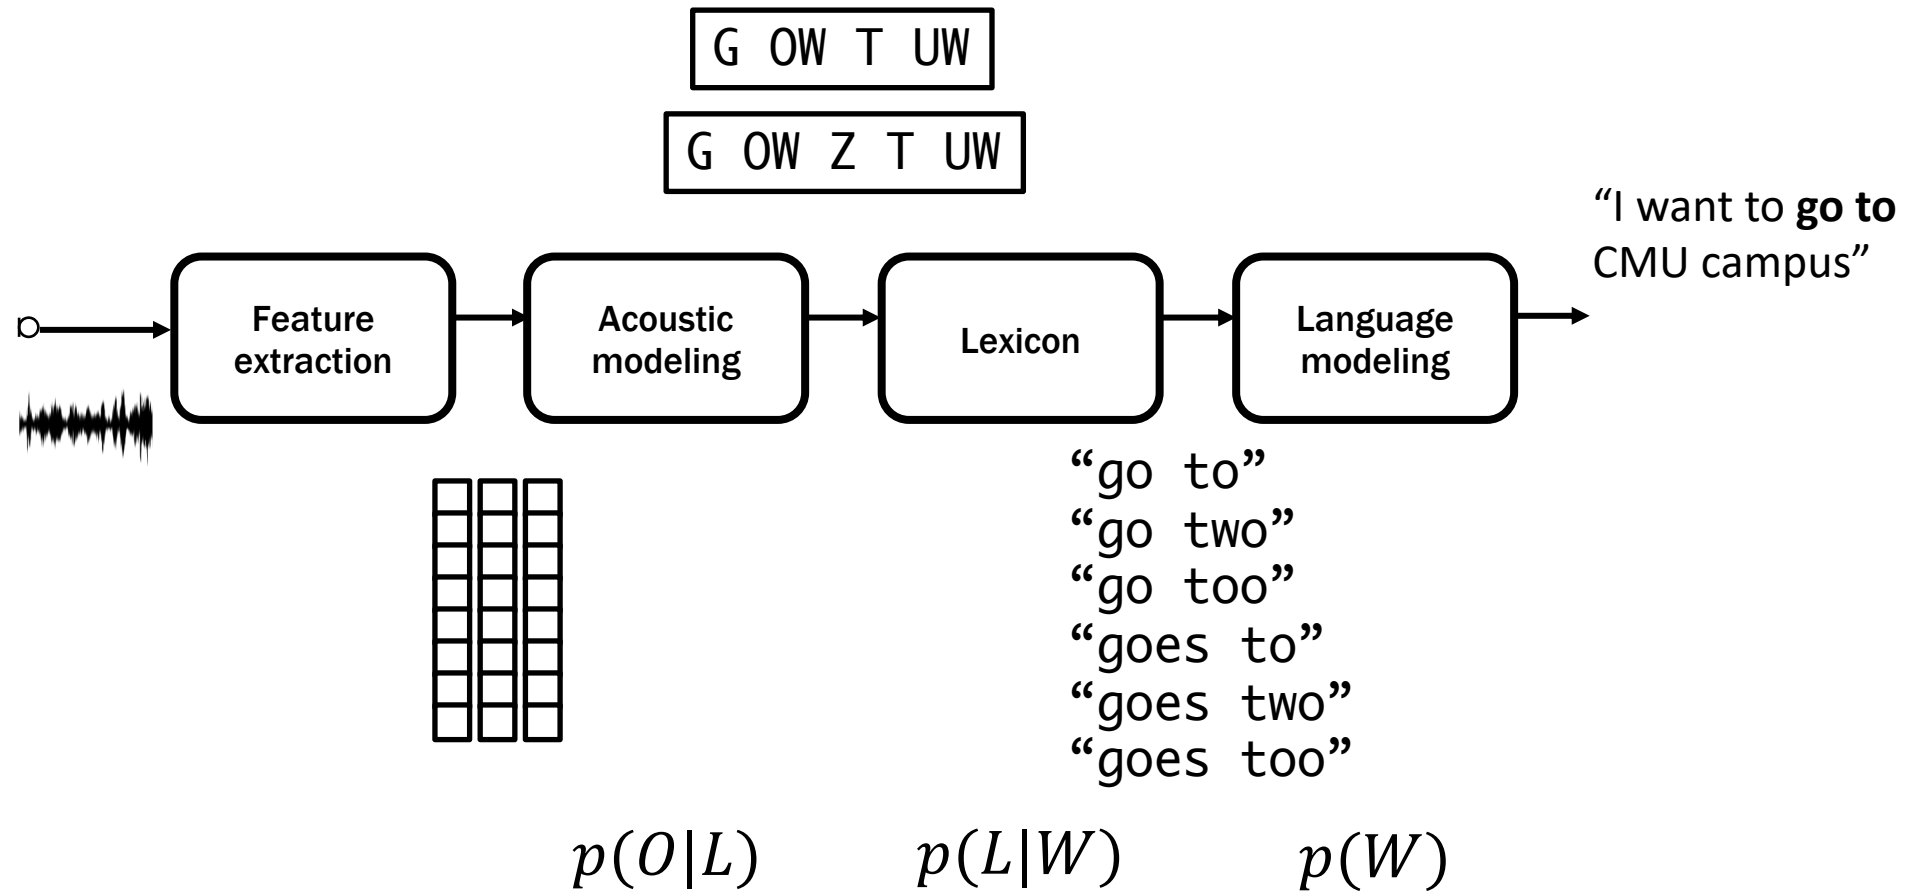 G OW T UW
G OW Z T UW
“I want to go to
CMU campus”
Feature
extraction
Acoustic
modeling
Lexicon
Language
modeling
“go to”
“go two”
“go too”
“goes to”
“goes two”
“goes too”
p(O|L)
p(L|W)
p(W)